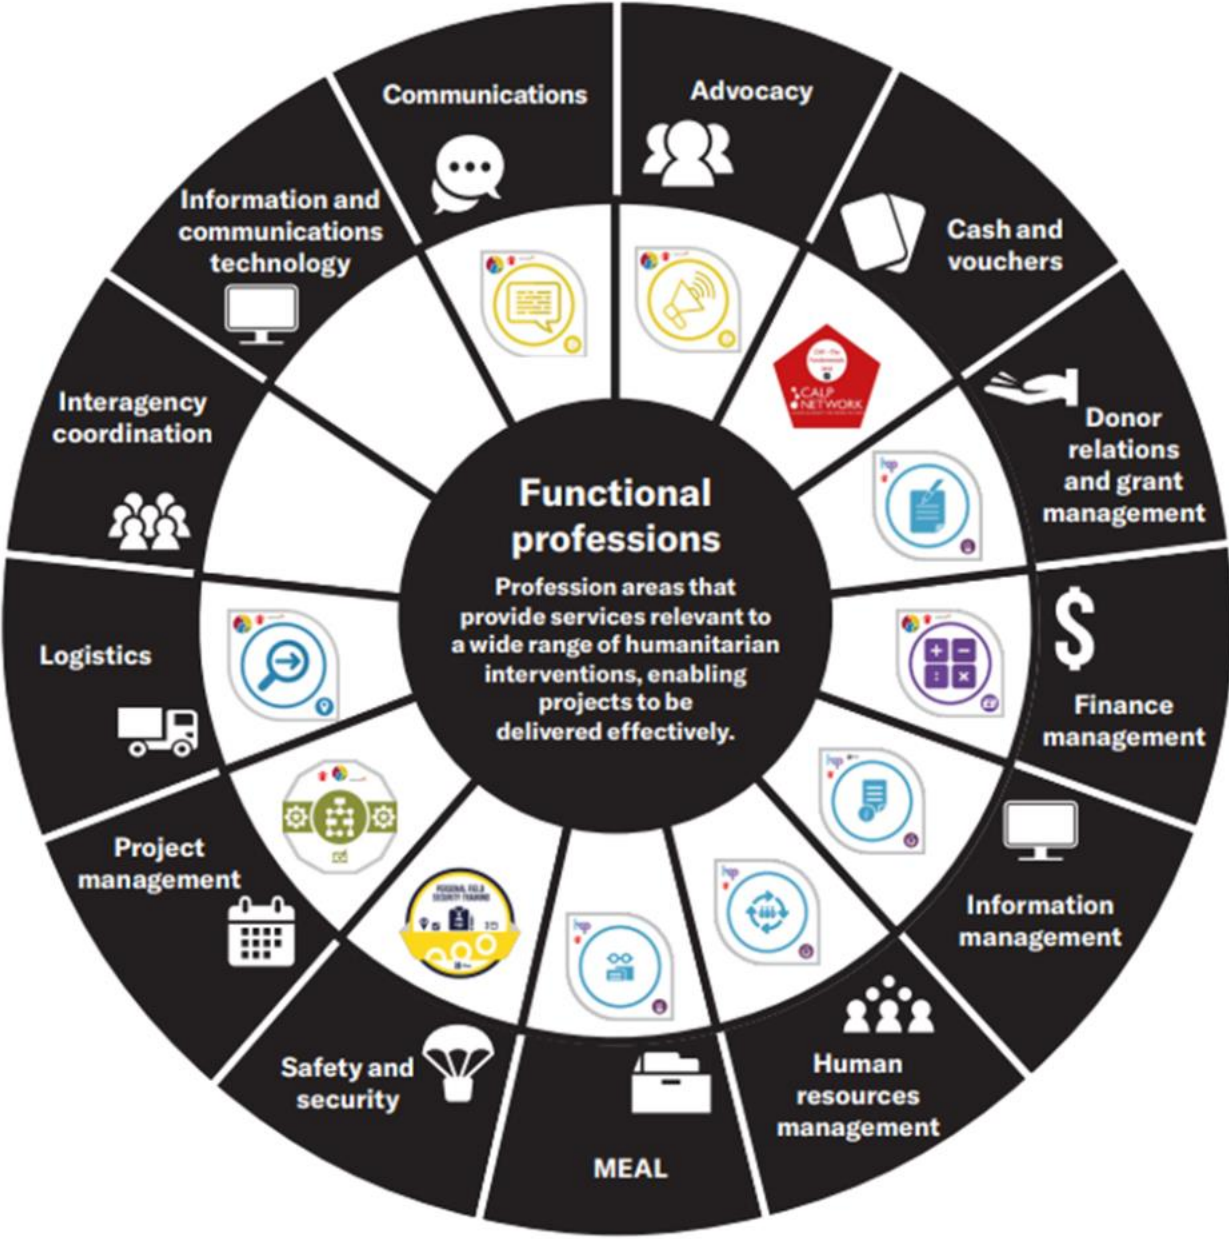 Functional
professions
Profession areas that
provide services relevant to
a wide range of humanitarian
interventions, enabling
projects to be
delivered effectively.
Advocacy
Cash and
vouchers
Donor
relations
and grant
management
Finance
management
Information
management
Human
resources
management
MEAL
Safety and
security
Project
management
Logistics
Interagency
coordination
Information and
communications
technology
Communications
CALP
NETWORK
PERSONAL FIELD
SECURITY TRAINING